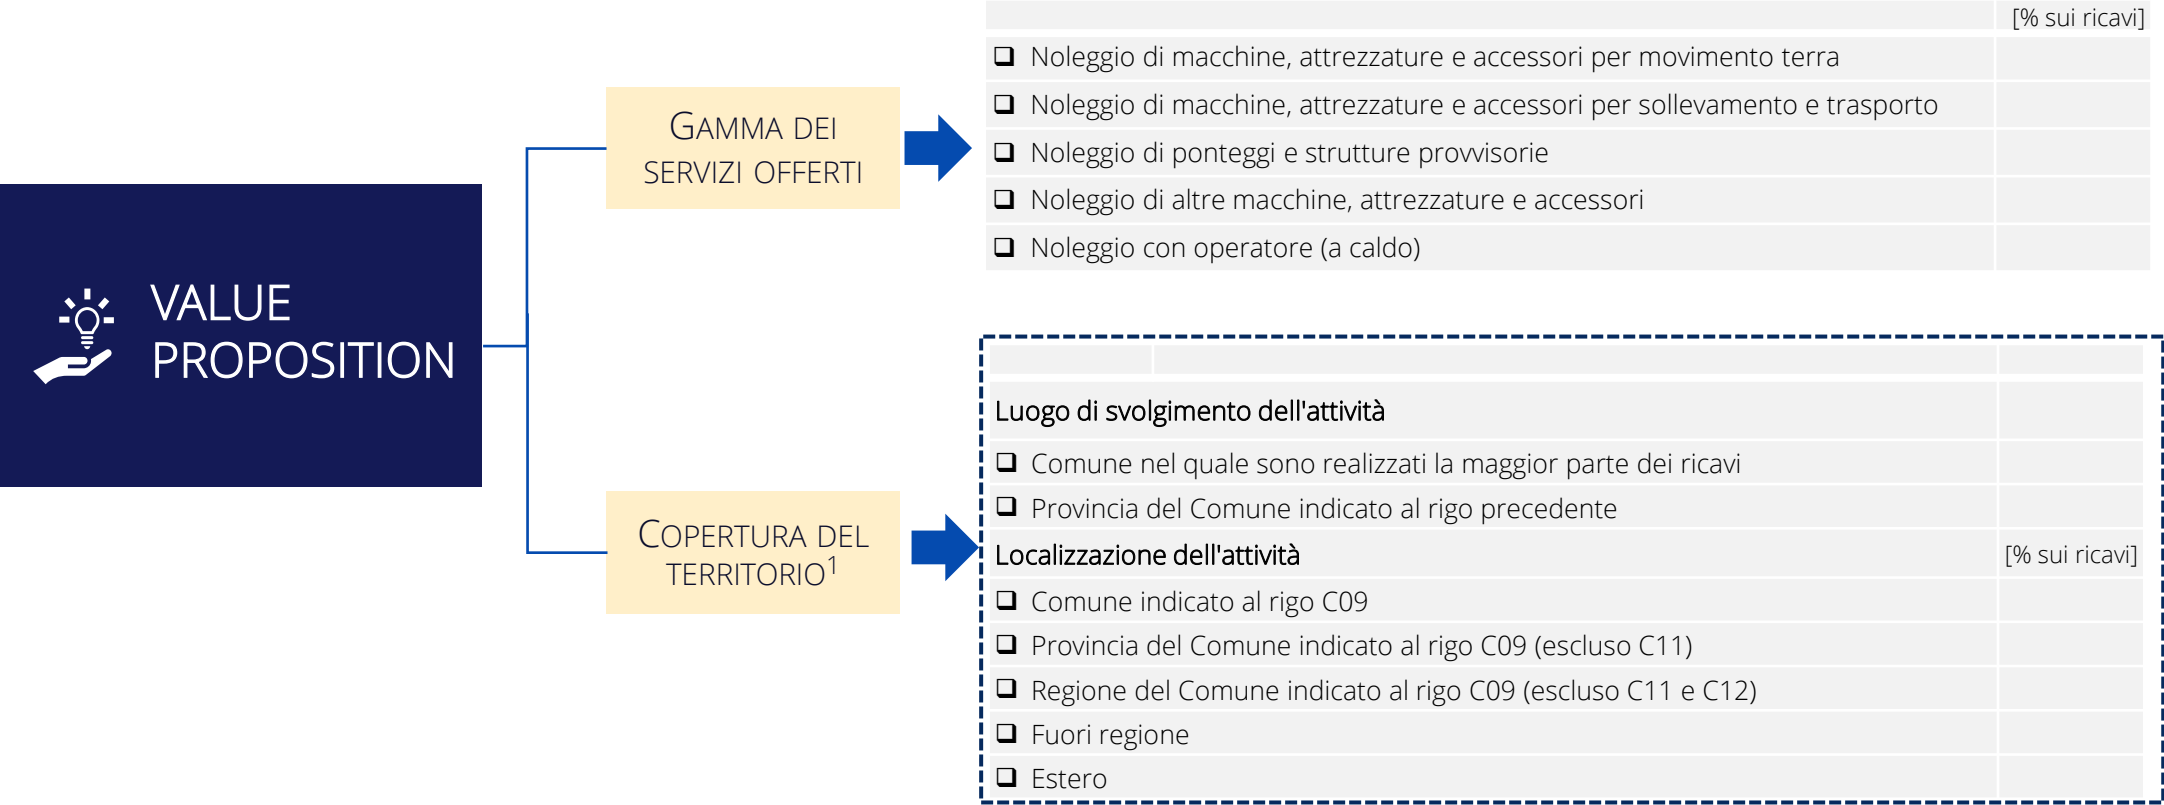 VALUE
PROPOSITION
GAMMA DEI
SERVIZI OFFERTI
[% sui ricavi]
Noleggio di macchine, attrezzature e accessori per movimento terra
Noleggio di macchine, attrezzature e accessori per sollevamento e trasporto
Noleggio di ponteggi e strutture provvisorie
Noleggio di altre macchine, attrezzature e accessori
Noleggio con operatore (a caldo)
COPERTURA DEL
TERRITORIO1
Luogo di svolgimento dell'attività
Comune nel quale sono realizzati la maggior parte dei ricavi
Provincia del Comune indicato al rigo precedente
Localizzazione dell'attività [% sui ricavi]
Comune indicato al rigo C09
Provincia del Comune indicato al rigo C09 (escluso C11)
Regione del Comune indicato al rigo C09 (escluso C11 e C12)
Fuori regione
Estero